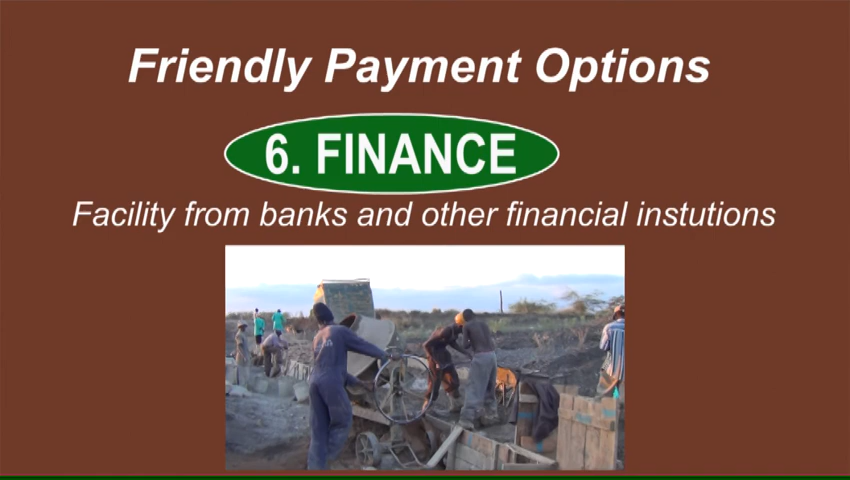 Friendly Payment Options
6. FINANCE
Facility from banks and other financial instutions